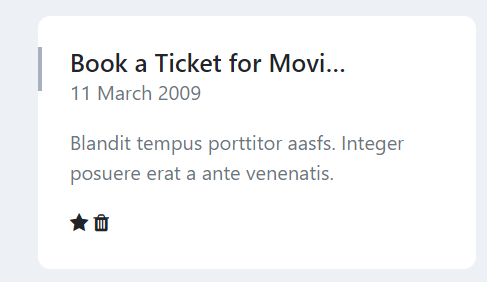 Book a Ticket for Movi...
11 March 2009
Blandit tempus porttitor aasfs. Integer
posuere erat a ante venenatis.